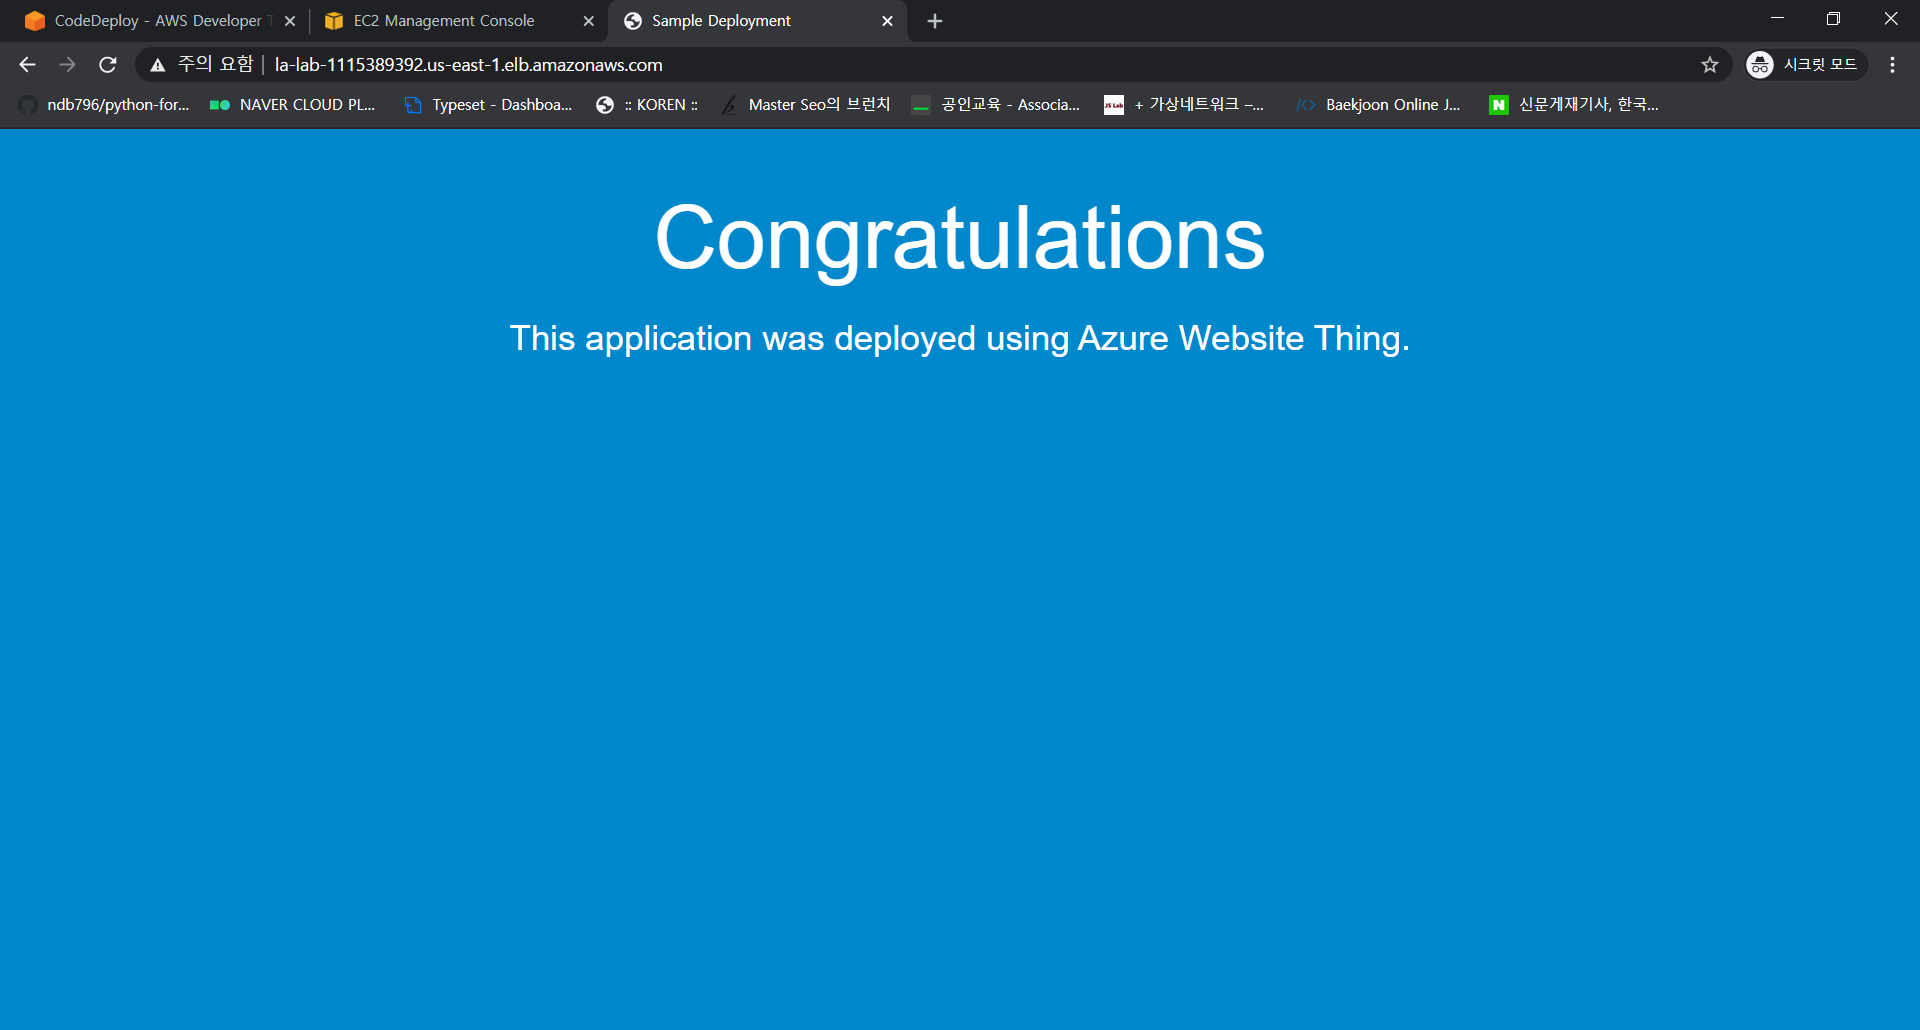 CodeDeploy - AWS Developer T
EC2 Management Console
Sample Deployment
주의 요함 | la-lab-1115389392.us-east-1.elb.amazonaws.com
시크릿 모드
ndb796/python-for...
NAVER CLOUD PL...
Typeset - Dashboa...
:: KOREN ::
Master Seo의 브런치
공인교육 - Associa...
JS Lab
+ 가상네트워크 –...
Baekjoon Online J...
N
신문게재기사, 한국...
Congratulations
This application was deployed using Azure Website Thing.